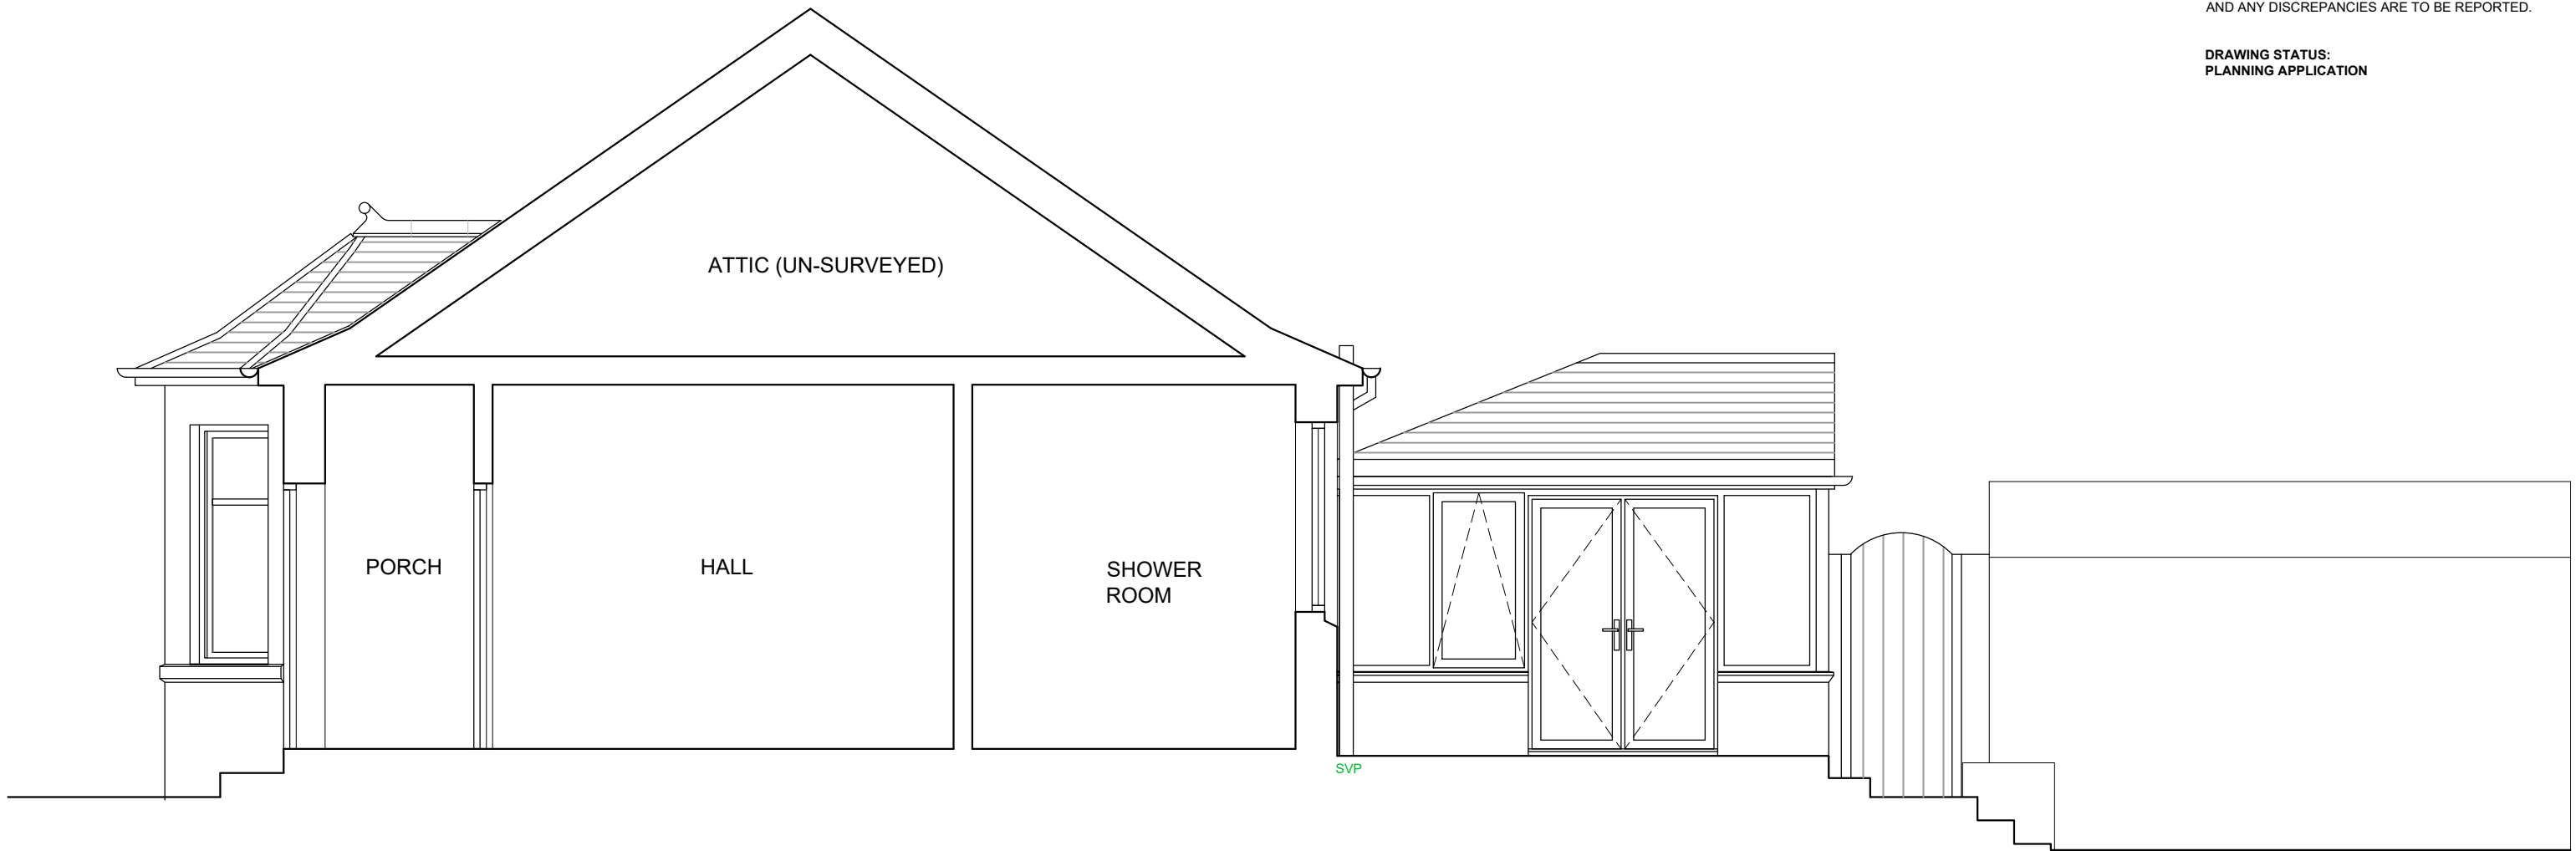 AND ANY DISCREPANCIES ARE TO BE REPORTED.
DRAWING STATUS:
PLANNING APPLICATION
ATTIC (UN-SURVEYED)
PORCH
HALL
SHOWER
ROOM
SVP